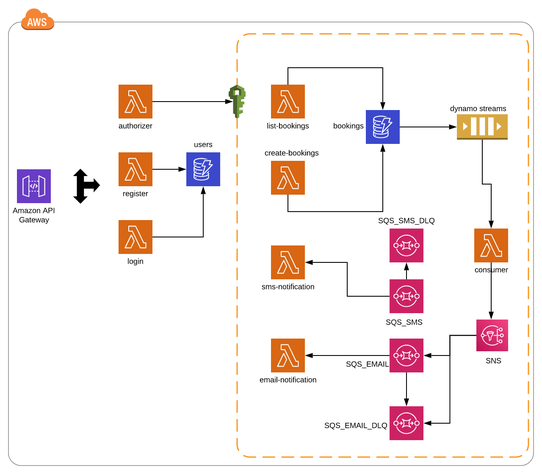 AWS
dynamo streams
authorizer
list-bookings
bookings
users
create-bookings
register
Amazon API
Gateway
login
SQS_SMS_DLQ
sms-notification
consumer
SQS_SMS
SNS
SQS_EMAIL
email-notification
SQS_EMAIL_DLQ